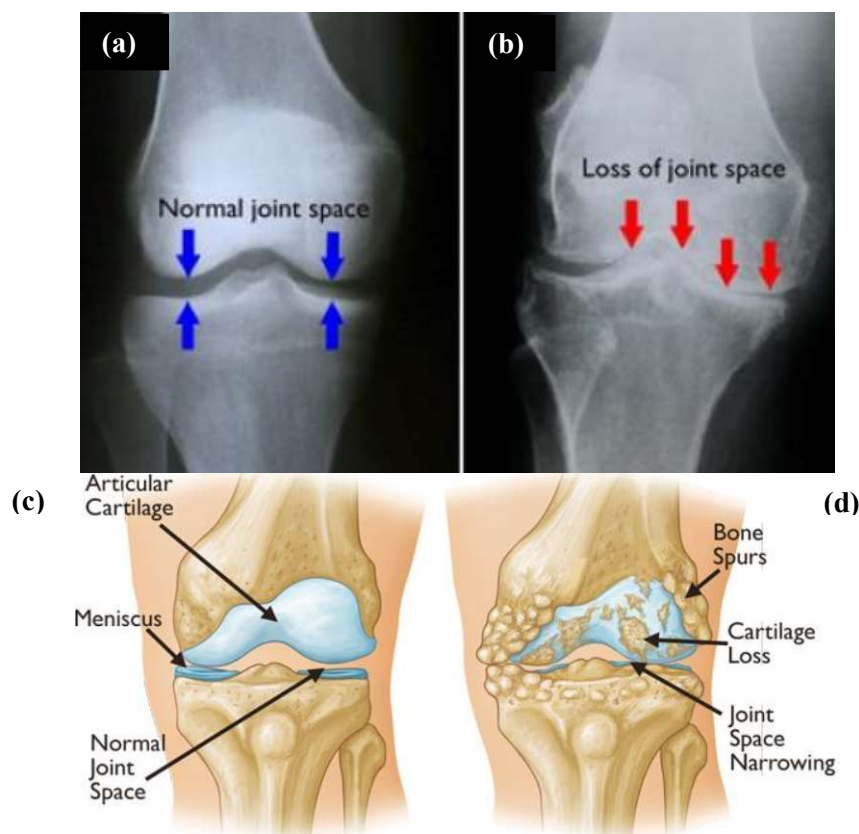 (a)
(b)
Normal joint space
Loss of joint space
(c)
Articular
Cartilage
Meniscus
Normal
Joint
Space
(d)
Bone
Spurs
Cartilage
Loss
Joint
Space
Narrowing